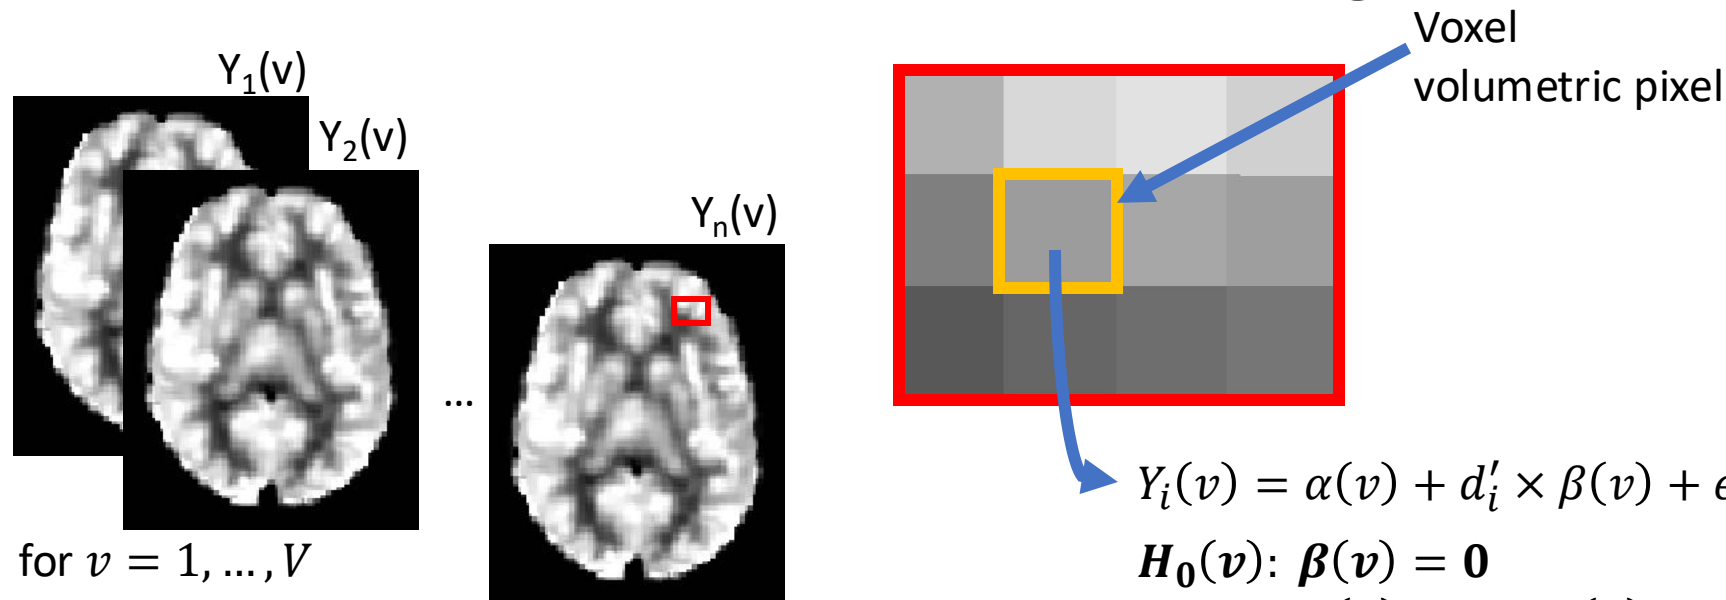 Y₁(v)
Y₂(v)
Yₙ(v)
...
for v = 1, … , V
Voxel
volumetric pixel
Yᵢ(v) = α(v) + d′ᵢ × β(v) +
H₀(v): β(v) = 0